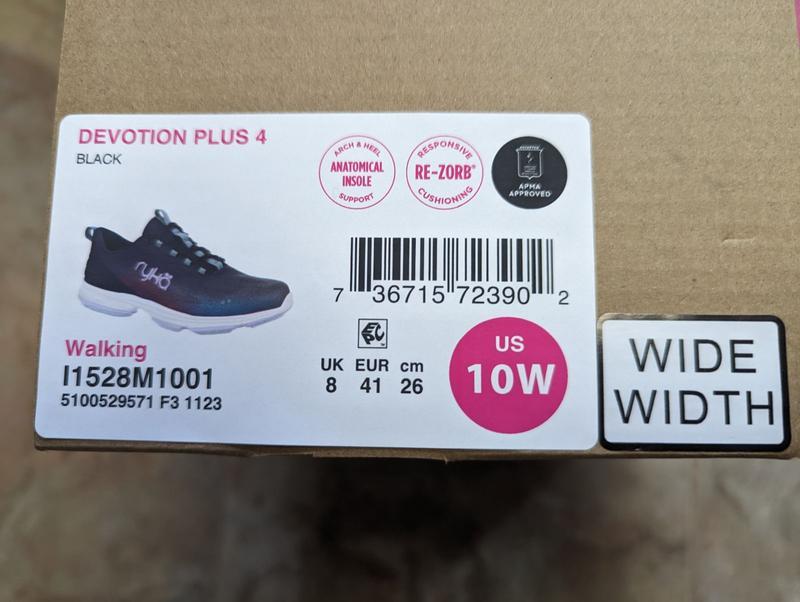 DEVOTION PLUS 4
BLACK
ARCH & HEEL
ANATOMICAL
INSOLE
SUPPORT
RESPONSIVE
RE-ZORB®
CUSHIONING
APMA
APPROVED
ryka
7 36715 72390 2
Walking
I1528M1001
5100529571 F3 1123
UK EUR cm
8 41 26
US
10W
WIDE
WIDTH